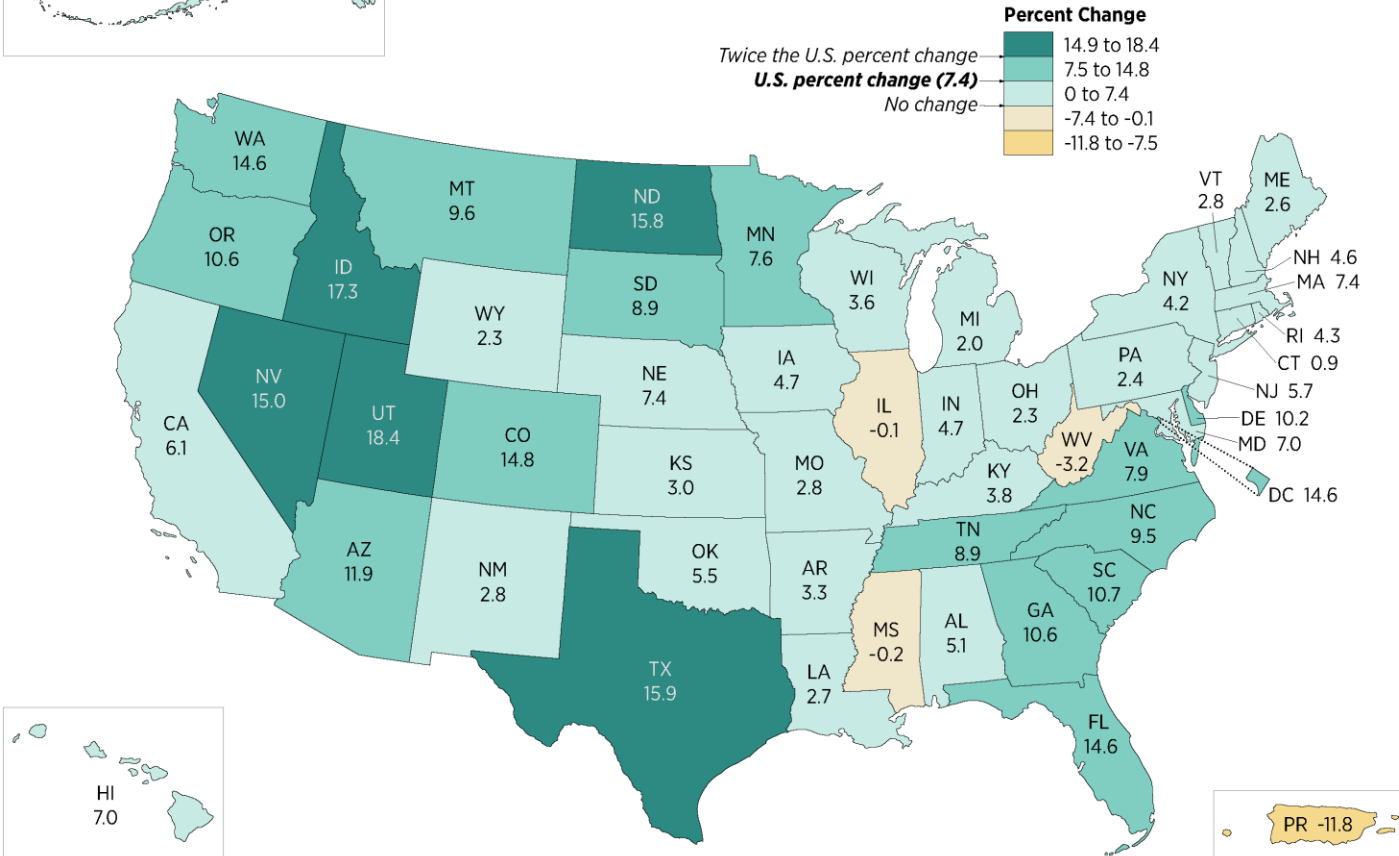 Percent Change
14.9 to 18.4
Twice the U.S. percent change
7.5 to 14.8
U.S. percent change (7.4)
0 to 7.4
No change
-7.4 to -0.1
-11.8 to -7.5
WA
14.6
OR
10.6
CA
6.1
ID
17.3
NV
15.0
MT
9.6
WY
2.3
UT
18.4
AZ
11.9
CO
14.8
NM
2.8
ND
15.8
SD
8.9
NE
7.4
KS
3.0
OK
5.5
TX
15.9
MN
7.6
IA
4.7
MO
2.8
AR
3.3
LA
2.7
WI
3.6
IL
-0.1
MS
-0.2
MI
2.0
IN
4.7
OH
2.3
KY
3.8
TN
8.9
AL
5.1
GA
10.6
FL
14.6
SC
10.7
NC
9.5
VA
7.9
WV
-3.2
PA
2.4
NY
4.2
VT
2.8
ME
2.6
NH 4.6
MA 7.4
RI 4.3
CT 0.9
NJ 5.7
DE 10.2
MD 7.0
DC 14.6
HI
7.0
PR -11.8